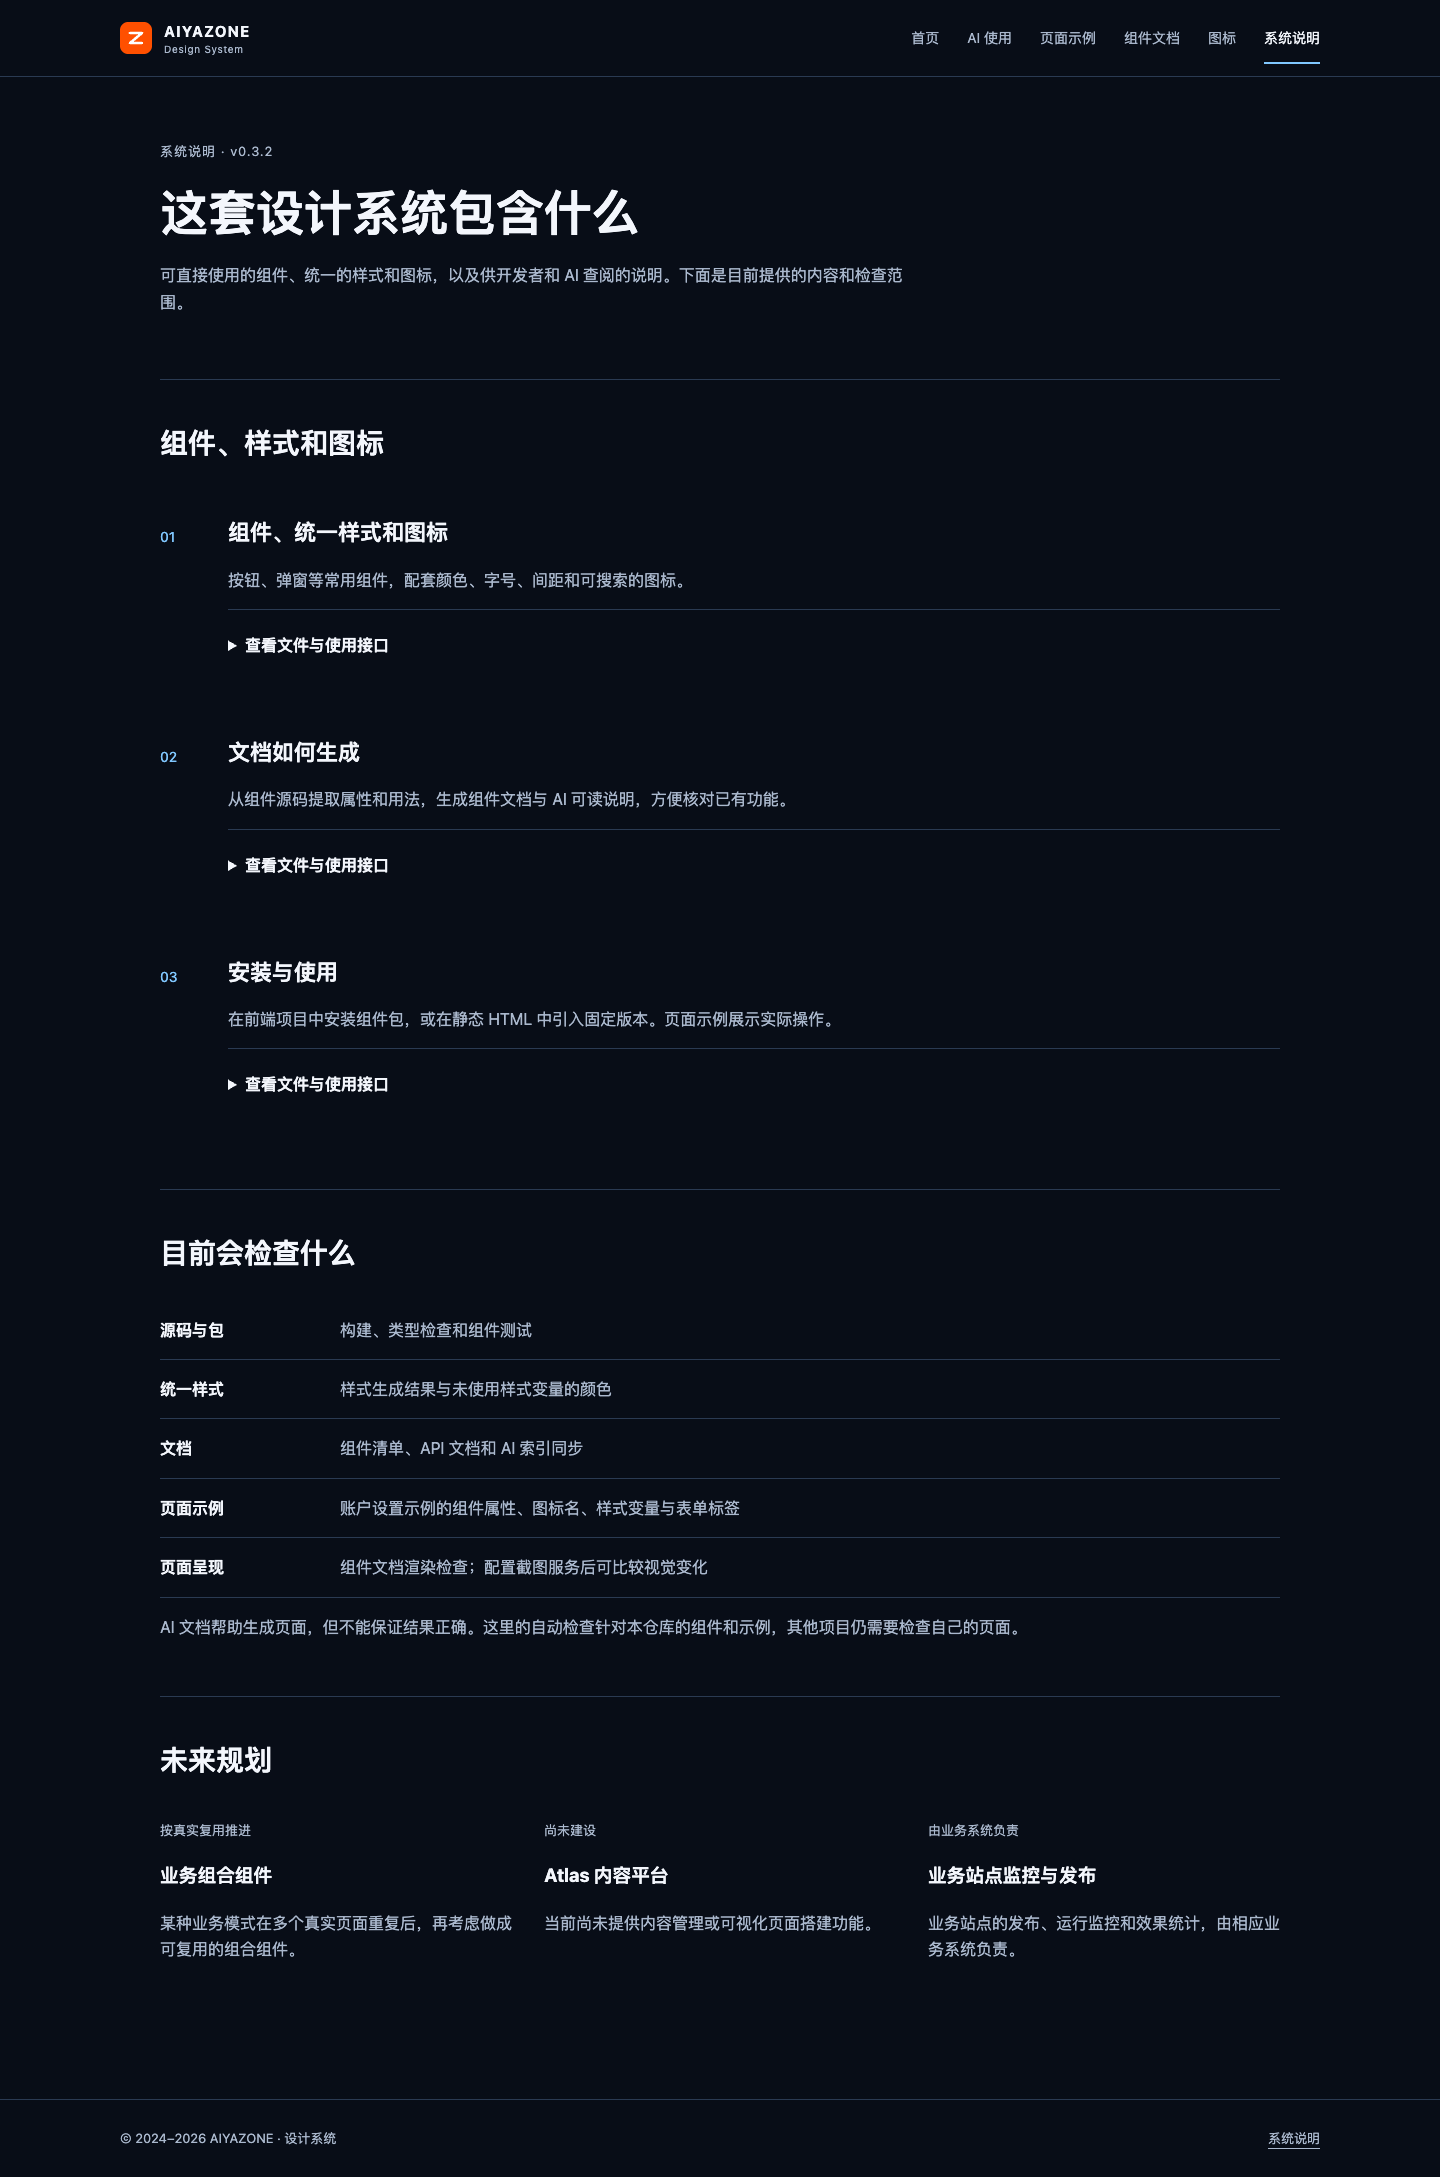 AIYAZONE
Design System
首页
AI 使用
页面示例
组件文档
图标
系统说明
系统说明 · v0.3.2
这套设计系统包含什么
可直接使用的组件、统一的样式和图标，以及供开发者和 AI 查阅的说明。下面是目前提供的内容和检查范
围。
组件、样式和图标
01
组件、统一样式和图标
按钮、弹窗等常用组件，配套颜色、字号、间距和可搜索的图标。
查看文件与使用接口
02
文档如何生成
从组件源码提取属性和用法，生成组件文档与 AI 可读说明，方便核对已有功能。
查看文件与使用接口
03
安装与使用
在前端项目中安装组件包，或在静态 HTML 中引入固定版本。页面示例展示实际操作。
查看文件与使用接口
目前会检查什么
源码与包
构建、类型检查和组件测试
统一样式
样式生成结果与未使用样式变量的颜色
文档
组件清单、API 文档和 AI 索引同步
页面示例
账户设置示例的组件属性、图标名、样式变量与表单标签
页面呈现
组件文档渲染检查；配置截图服务后可比较视觉变化
AI 文档帮助生成页面，但不能保证结果正确。这里的自动检查针对本仓库的组件和示例，其他项目仍需要检查自己的页面。
未来规划
按真实复用推进
业务组合组件
某种业务模式在多个真实页面重复后，再考虑做成
可复用的组合组件。
尚未建设
Atlas 内容平台
当前尚未提供内容管理或可视化页面搭建功能。
由业务系统负责
业务站点监控与发布
业务站点的发布、运行监控和效果统计，由相应业
务系统负责。
© 2024–2026 AIYAZONE · 设计系统
系统说明